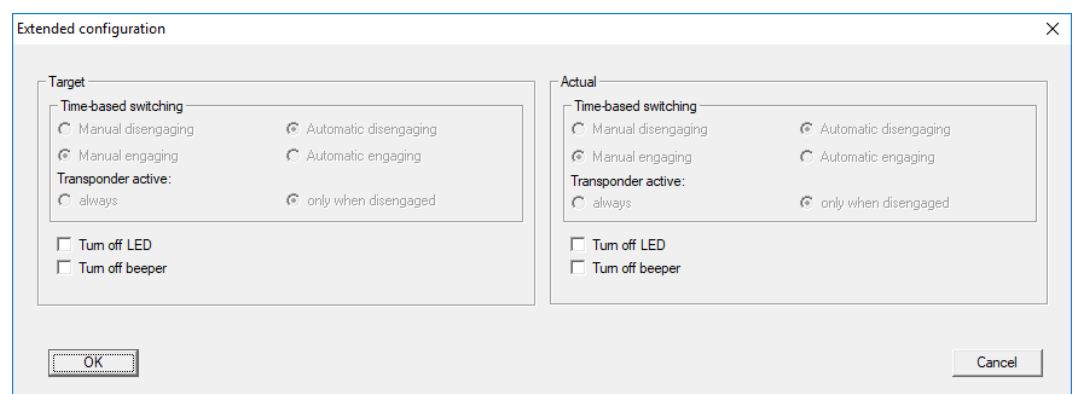 Extended configuration
Target
Time-based switching
Manual disengaging Automatic disengaging
Manual engaging Automatic engaging
Transponder active:
always only when disengaged
Turn off LED
Turn off beeper
Actual
Time-based switching
Manual disengaging Automatic disengaging
Manual engaging Automatic engaging
Transponder active:
always only when disengaged
Turn off LED
Turn off beeper
OK Cancel